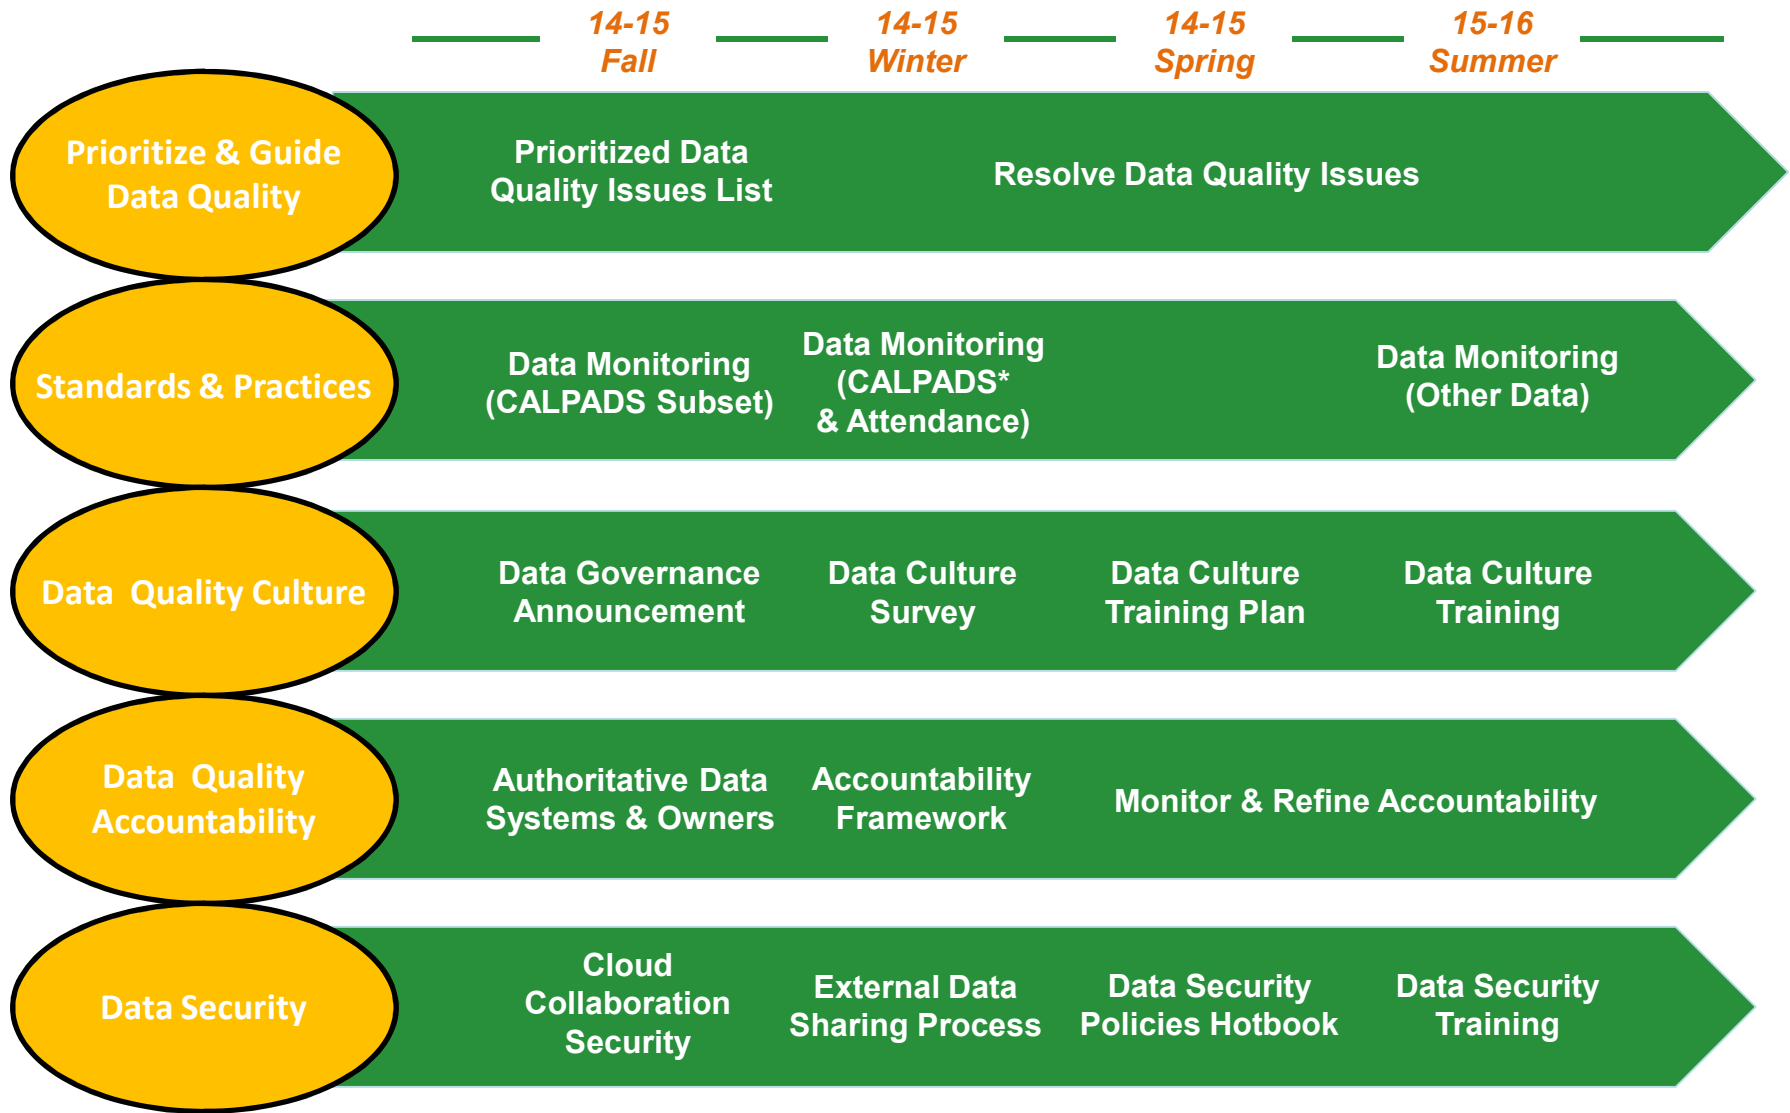 14-15
Fall
14-15
Winter
14-15
Spring
15-16
Summer
Prioritize & Guide
Data Quality
Prioritized Data
Quality Issues List
Resolve Data Quality Issues
Standards & Practices
Data Monitoring
(CALPADS Subset)
Data Monitoring
(CALPADS*
& Attendance)
Data Monitoring
(Other Data)
Data  Quality Culture
Data Governance
Announcement
Data Culture
Survey
Data Culture
Training Plan
Data Culture
Training
Data  Quality
Accountability
Authoritative Data
Systems & Owners
Accountability
Framework
Monitor & Refine Accountability
Data Security
Cloud
Collaboration
Security
External Data
Sharing Process
Data Security
Policies Hotbook
Data Security
Training